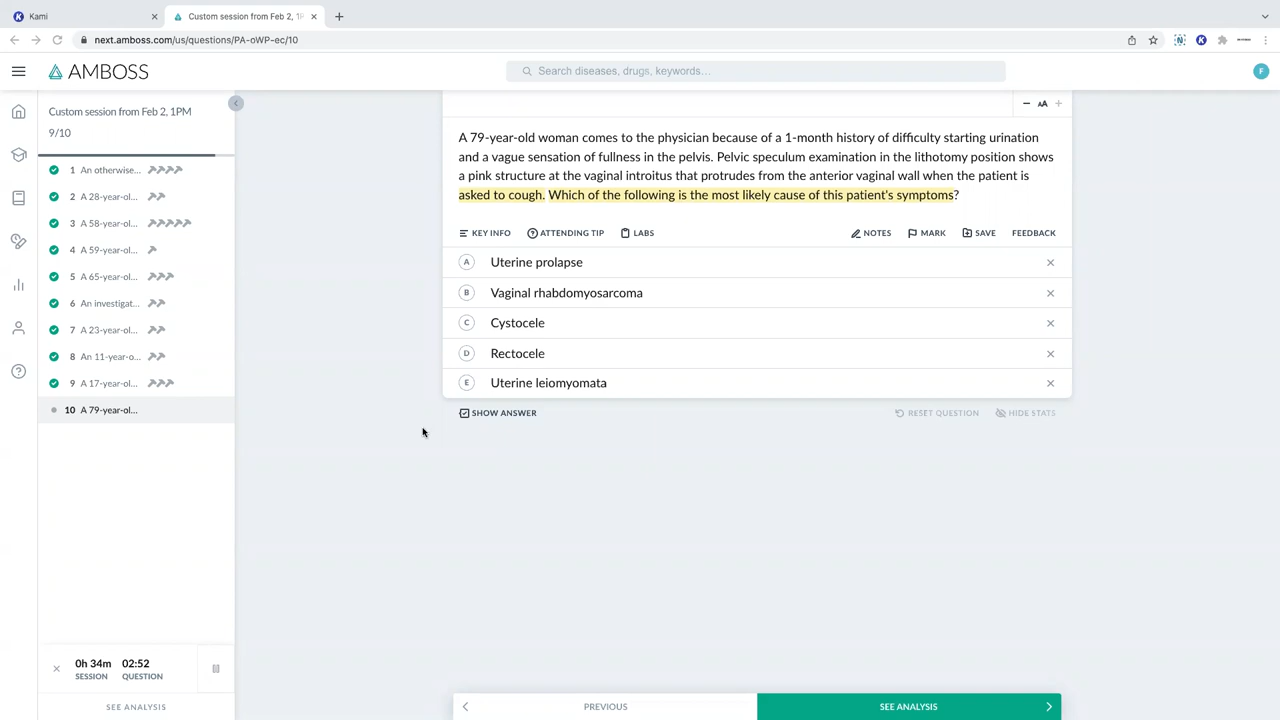 Kami
Custom session from Feb 2, 1P
next.amboss.com/us/questions/PA-oWP-ec/10
AMBOSS
Search diseases, drugs, keywords...
F
Custom session from Feb 2, 1PM
9/10
1 An otherwise...
2 A 28-year-ol...
3 A 58-year-ol...
4 A 59-year-ol...
5 A 65-year-ol...
6 An investigat...
7 A 23-year-ol...
8 An 11-year-o...
9 A 17-year-ol...
10 A 79-year-ol...
0h 34m 02:52
SESSION QUESTION
SEE ANALYSIS
AA
A 79-year-old woman comes to the physician because of a 1-month history of difficulty starting urination
and a vague sensation of fullness in the pelvis. Pelvic speculum examination in the lithotomy position shows
a pink structure at the vaginal introitus that protrudes from the anterior vaginal wall when the patient is
asked to cough. Which of the following is the most likely cause of this patient's symptoms?
KEY INFO ATTENDING TIP LABS NOTES MARK SAVE FEEDBACK
A Uterine prolapse
B Vaginal rhabdomyosarcoma
C Cystocele
D Rectocele
E Uterine leiomyomata
SHOW ANSWER RESET QUESTION HIDE STATS
PREVIOUS SEE ANALYSIS